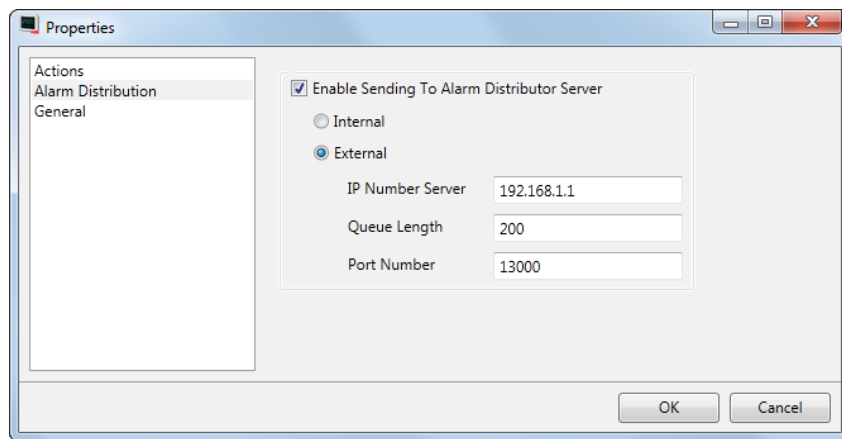 Properties
Actions
Alarm Distribution
General
Enable Sending To Alarm Distributor Server
Internal
External
IP Number Server 192.168.1.1
Queue Length 200
Port Number 13000
OK Cancel